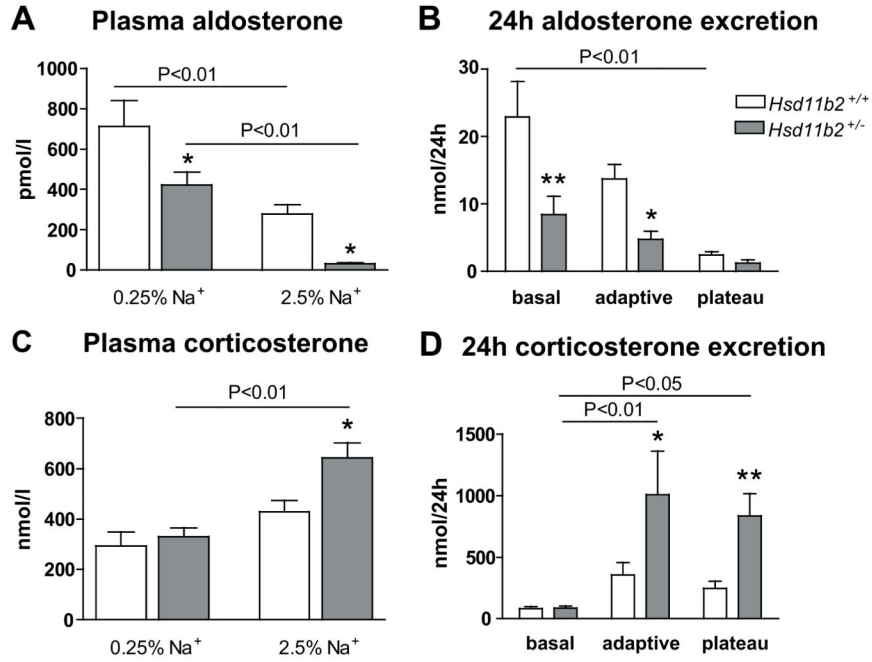 A Plasma aldosterone
1000
800
600
400
200
0
pmol/l
P<0.01
P<0.01
*
*
0.25% Na⁺
2.5% Na⁺
B 24h aldosterone excretion
30
20
10
0
nmol/24h
P<0.01
**
*
Hsd11b2 +/+
Hsd11b2 +/-
basal adaptive plateau
C Plasma corticosterone
800
600
400
200
0
nmol/l
P<0.01
*
0.25% Na⁺
2.5% Na⁺
D 24h corticosterone excretion
1500
1000
500
0
nmol/24h
P<0.05
P<0.01
*
**
basal adaptive plateau